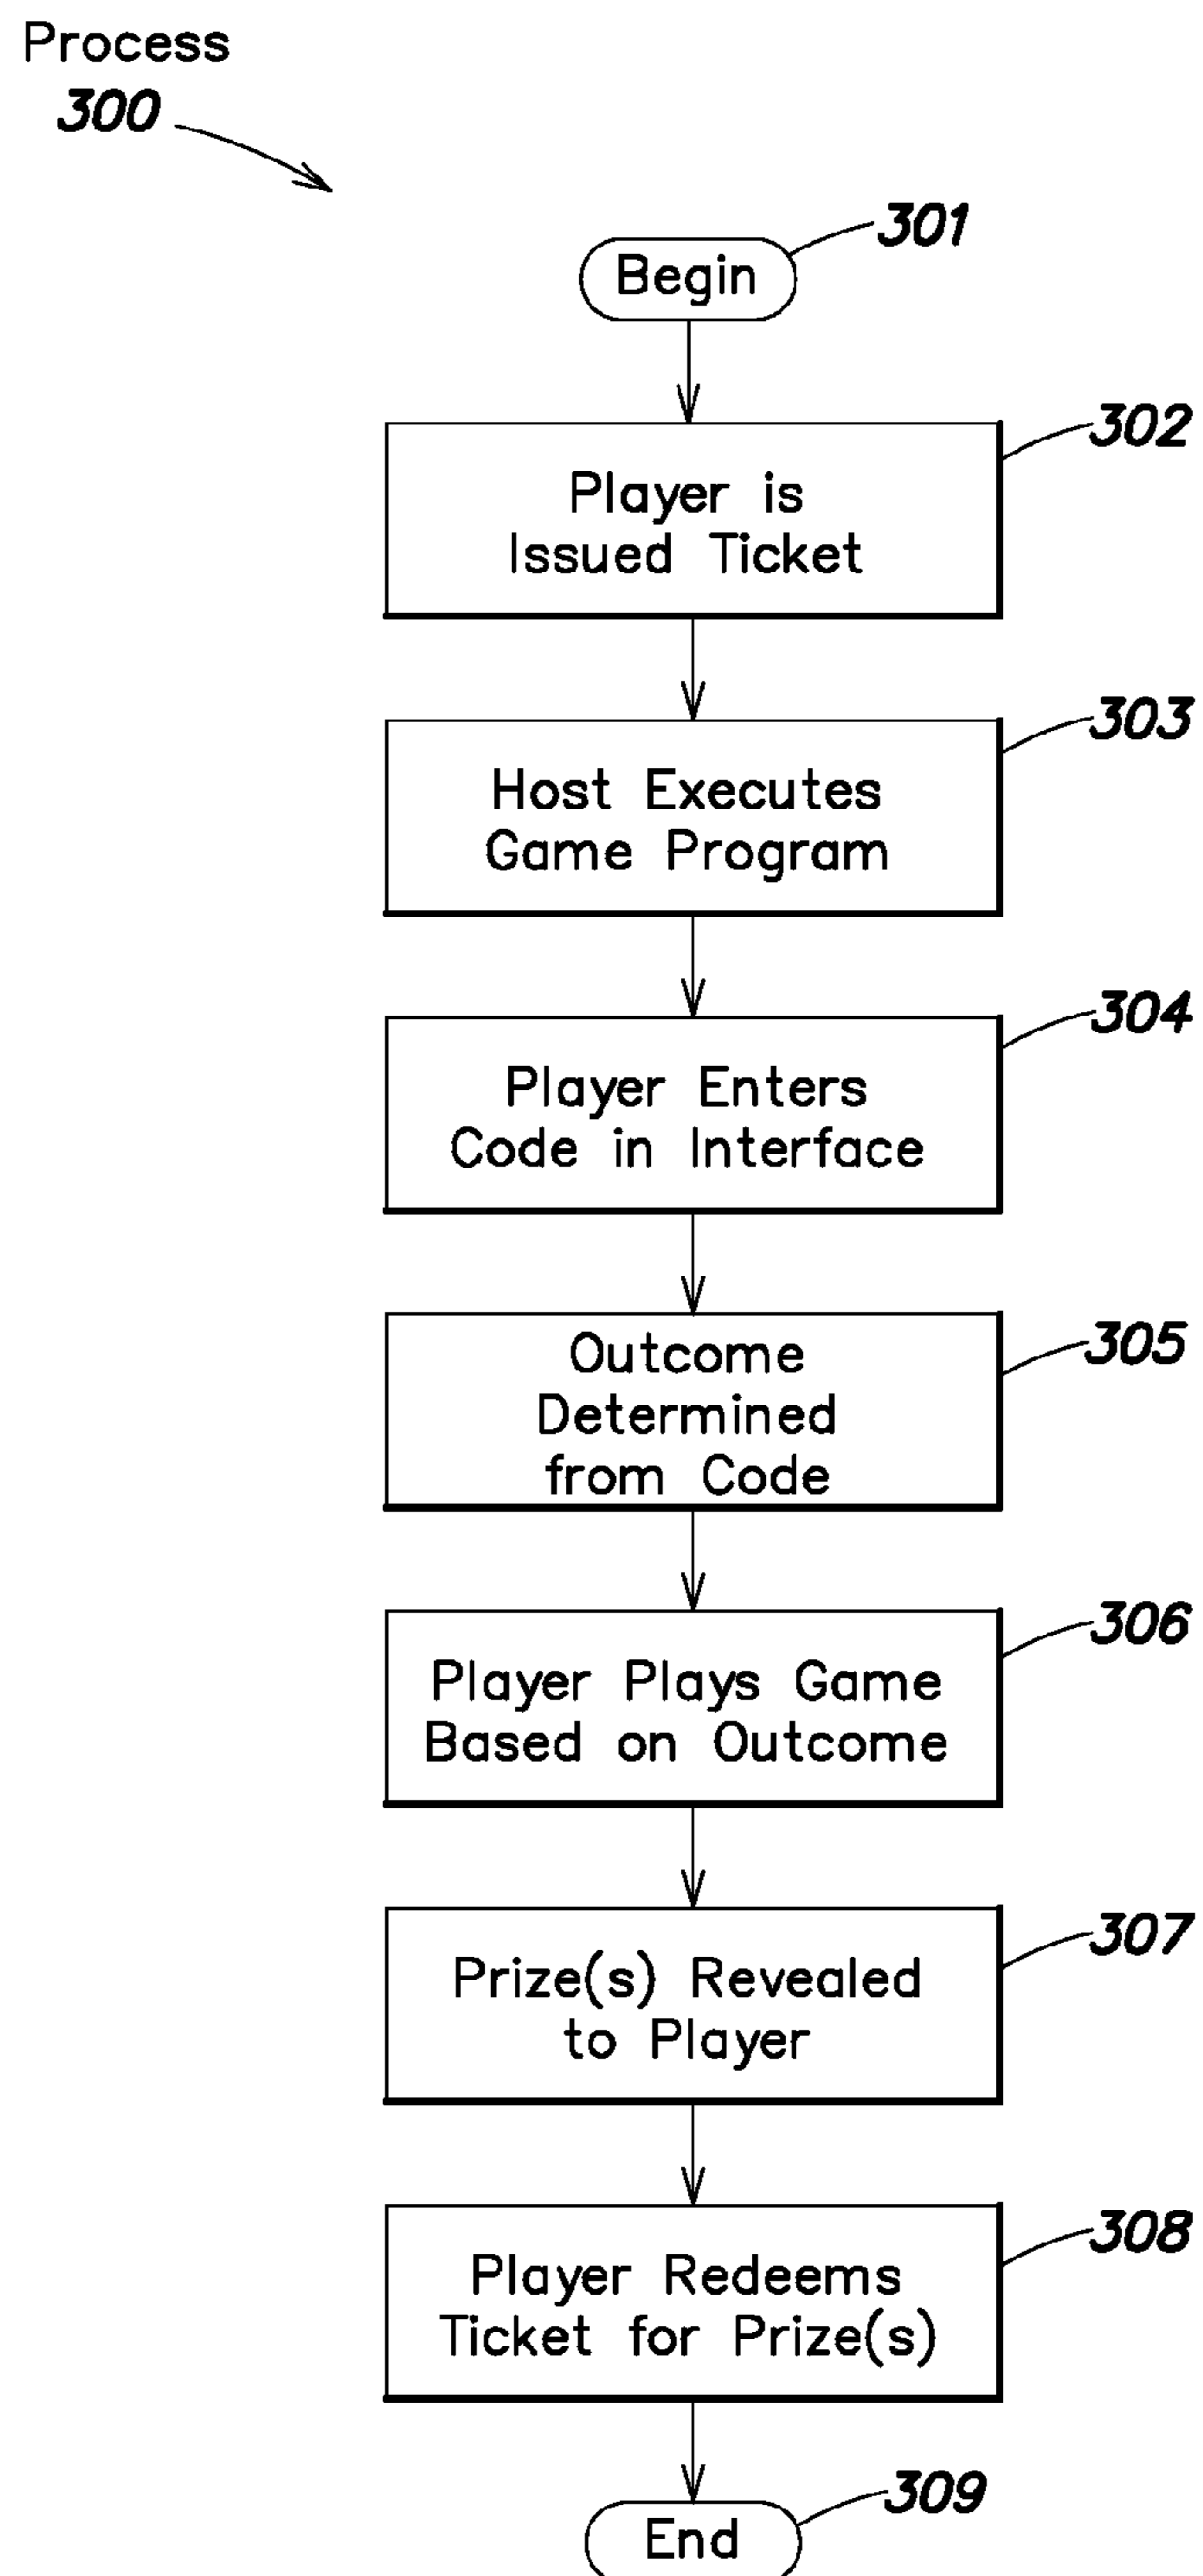 Process
300
301
Begin
302
Player is
Issued Ticket
303
Host Executes
Game Program
304
Player Enters
Code in Interface
305
Outcome
Determined
from Code
306
Player Plays Game
Based on Outcome
307
Prize(s) Revealed
to Player
308
Player Redeems
Ticket for Prize(s)
309
End